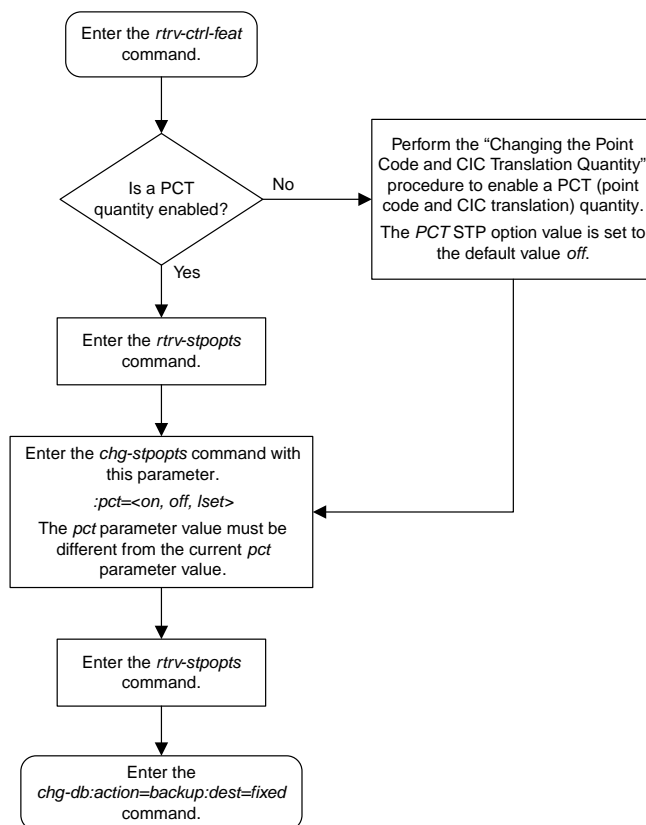 Enter the rtrv-ctrl-feat
command.
Is a PCT
quantity enabled?
No
Perform the “Changing the Point
Code and CIC Translation Quantity”
procedure to enable a PCT (point
code and CIC translation) quantity.
The PCT STP option value is set to
the default value off.
Yes
Enter the rtrv-stpopts
command.
Enter the chg-stpopts command with
this parameter.
:pct=<on, off, lset>
The pct parameter value must be
different from the current pct
parameter value.
Enter the rtrv-stpopts
command.
Enter the
chg-db:action=backup:dest=fixed
command.